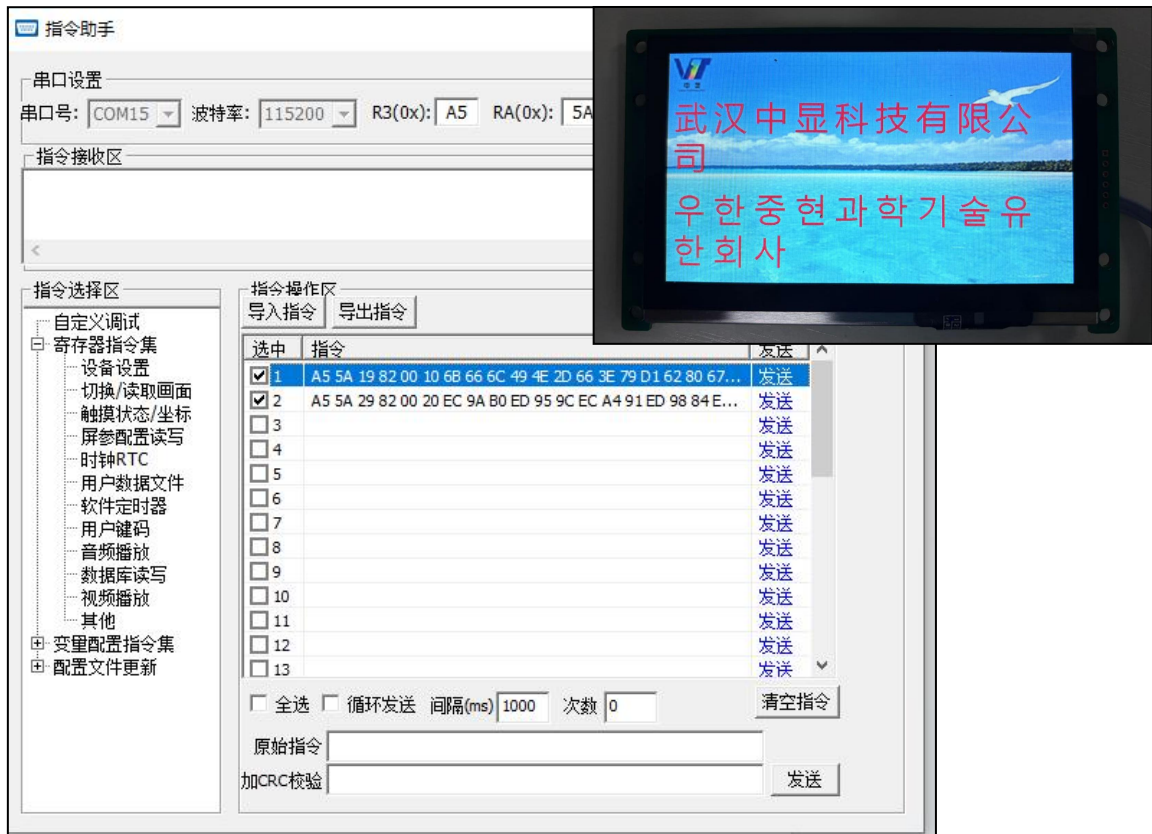 指令助手
串口设置
串口号: COM15 波特率: 115200 R3(0x): A5 RA(0x): 5A
指令接收区
武汉中显科技有限公
司
우한중현과학기술유
한회사
指令选择区
自定义调试
寄存器指令集
设备设置
切换/读取画面
触摸状态/坐标
屏参配置读写
时钟RTC
用户数据文件
软件定时器
用户键码
音频播放
数据库读写
视频播放
其他
变量配置指令集
配置文件更新
指令操作区
导入指令 导出指令
选中 指令 发送
1 A5 5A 19 82 00 10 6B 66 6C 49 4E 2D 66 3E 79 D1 62 80 67... 发送
2 A5 5A 29 82 00 20 EC 9A B0 ED 95 9C EC A4 91 ED 98 84 E... 发送
3 发送
4 发送
5 发送
6 发送
7 发送
8 发送
9 发送
10 发送
11 发送
12 发送
13 发送
全选 循环发送 间隔(ms) 1000 次数 0 清空指令
原始指令
加CRC校验 发送